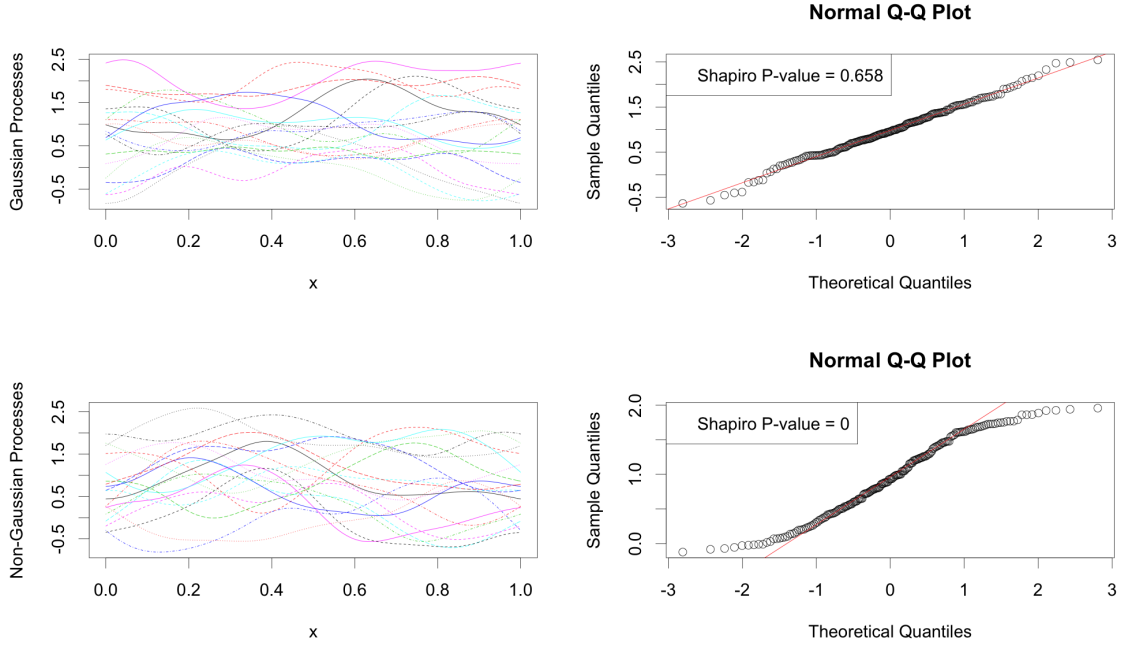 Normal Q-Q Plot
Gaussian Processes
-0.5 0.5 1.5 2.5
0.0 0.2 0.4 0.6 0.8 1.0
x
Sample Quantiles
-0.5 0.5 1.5 2.5
Shapiro P-value = 0.658
-3 -2 -1 0 1 2 3
Theoretical Quantiles
Normal Q-Q Plot
Non-Gaussian Processes
-0.5 0.5 1.5 2.5
0.0 0.2 0.4 0.6 0.8 1.0
x
Sample Quantiles
0.0 1.0 2.0
Shapiro P-value = 0
-3 -2 -1 0 1 2 3
Theoretical Quantiles